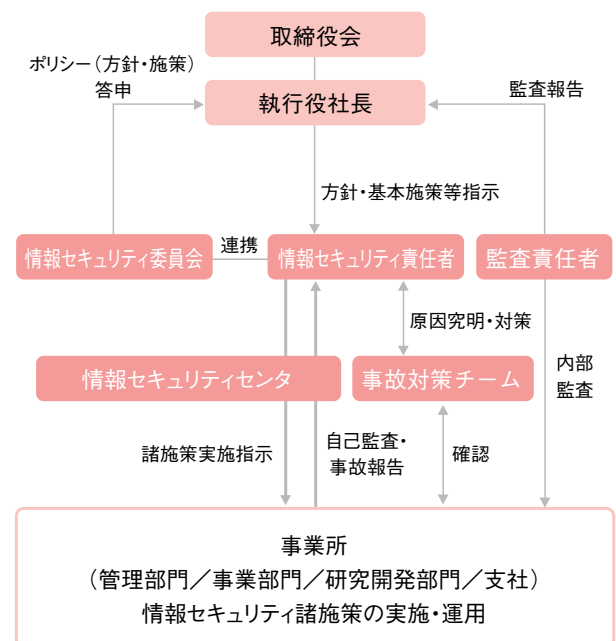 取締役会
ポリシー(方針・施策)
答申
執行役社長
監査報告
方針・基本施策等指示
情報セキュリティ委員会
連携
情報セキュリティ責任者
監査責任者
原因究明・対策
情報セキュリティセンタ
事故対策チーム
内部
監査
諸施策実施指示
自己監査・
事故報告
確認
事業所
(管理部門/事業部門/研究開発部門/支社)
情報セキュリティ諸施策の実施・運用